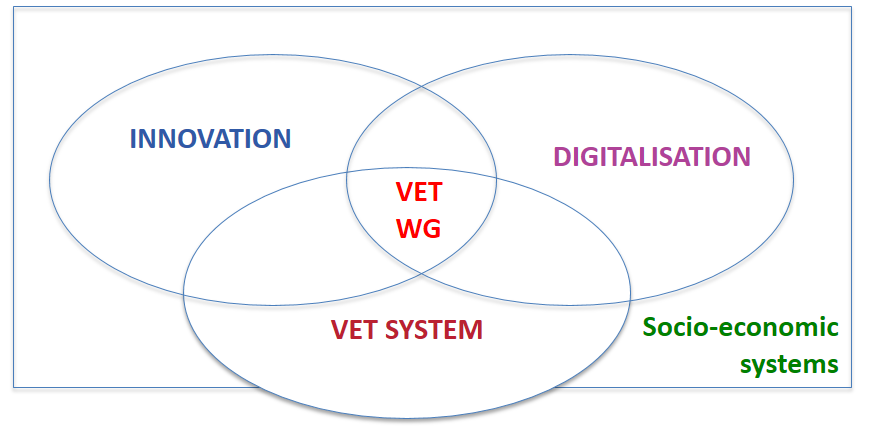 INNOVATION
DIGITALISATION
VET
WG
VET SYSTEM
Socio-economic
systems